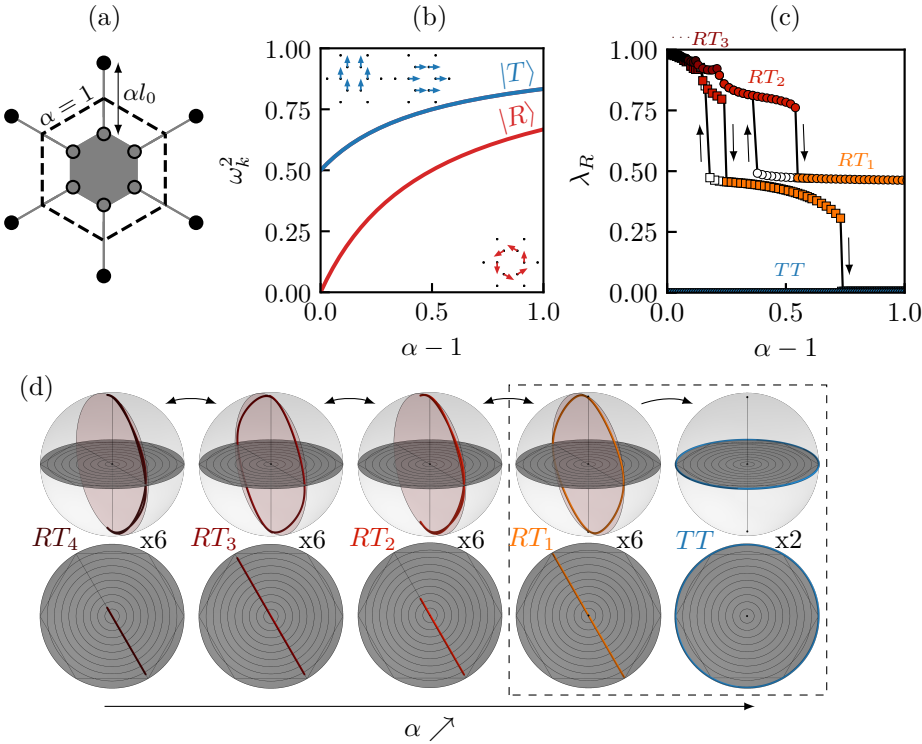 (a)
α = 1
αl₀
(b)
1.00
0.75
0.50
0.25
0.00
ω²ₖ
|T⟩
|R⟩
0.0
0.5
1.0
α − 1
(c)
1.00
0.75
0.50
0.25
0.00
λ_R
···RT₃
RT₂
RT₁
TT
0.0
0.5
1.0
α − 1
(d)
RT₄ x6
RT₃ x6
RT₂ x6
RT₁ x6
TT x2
α ↗